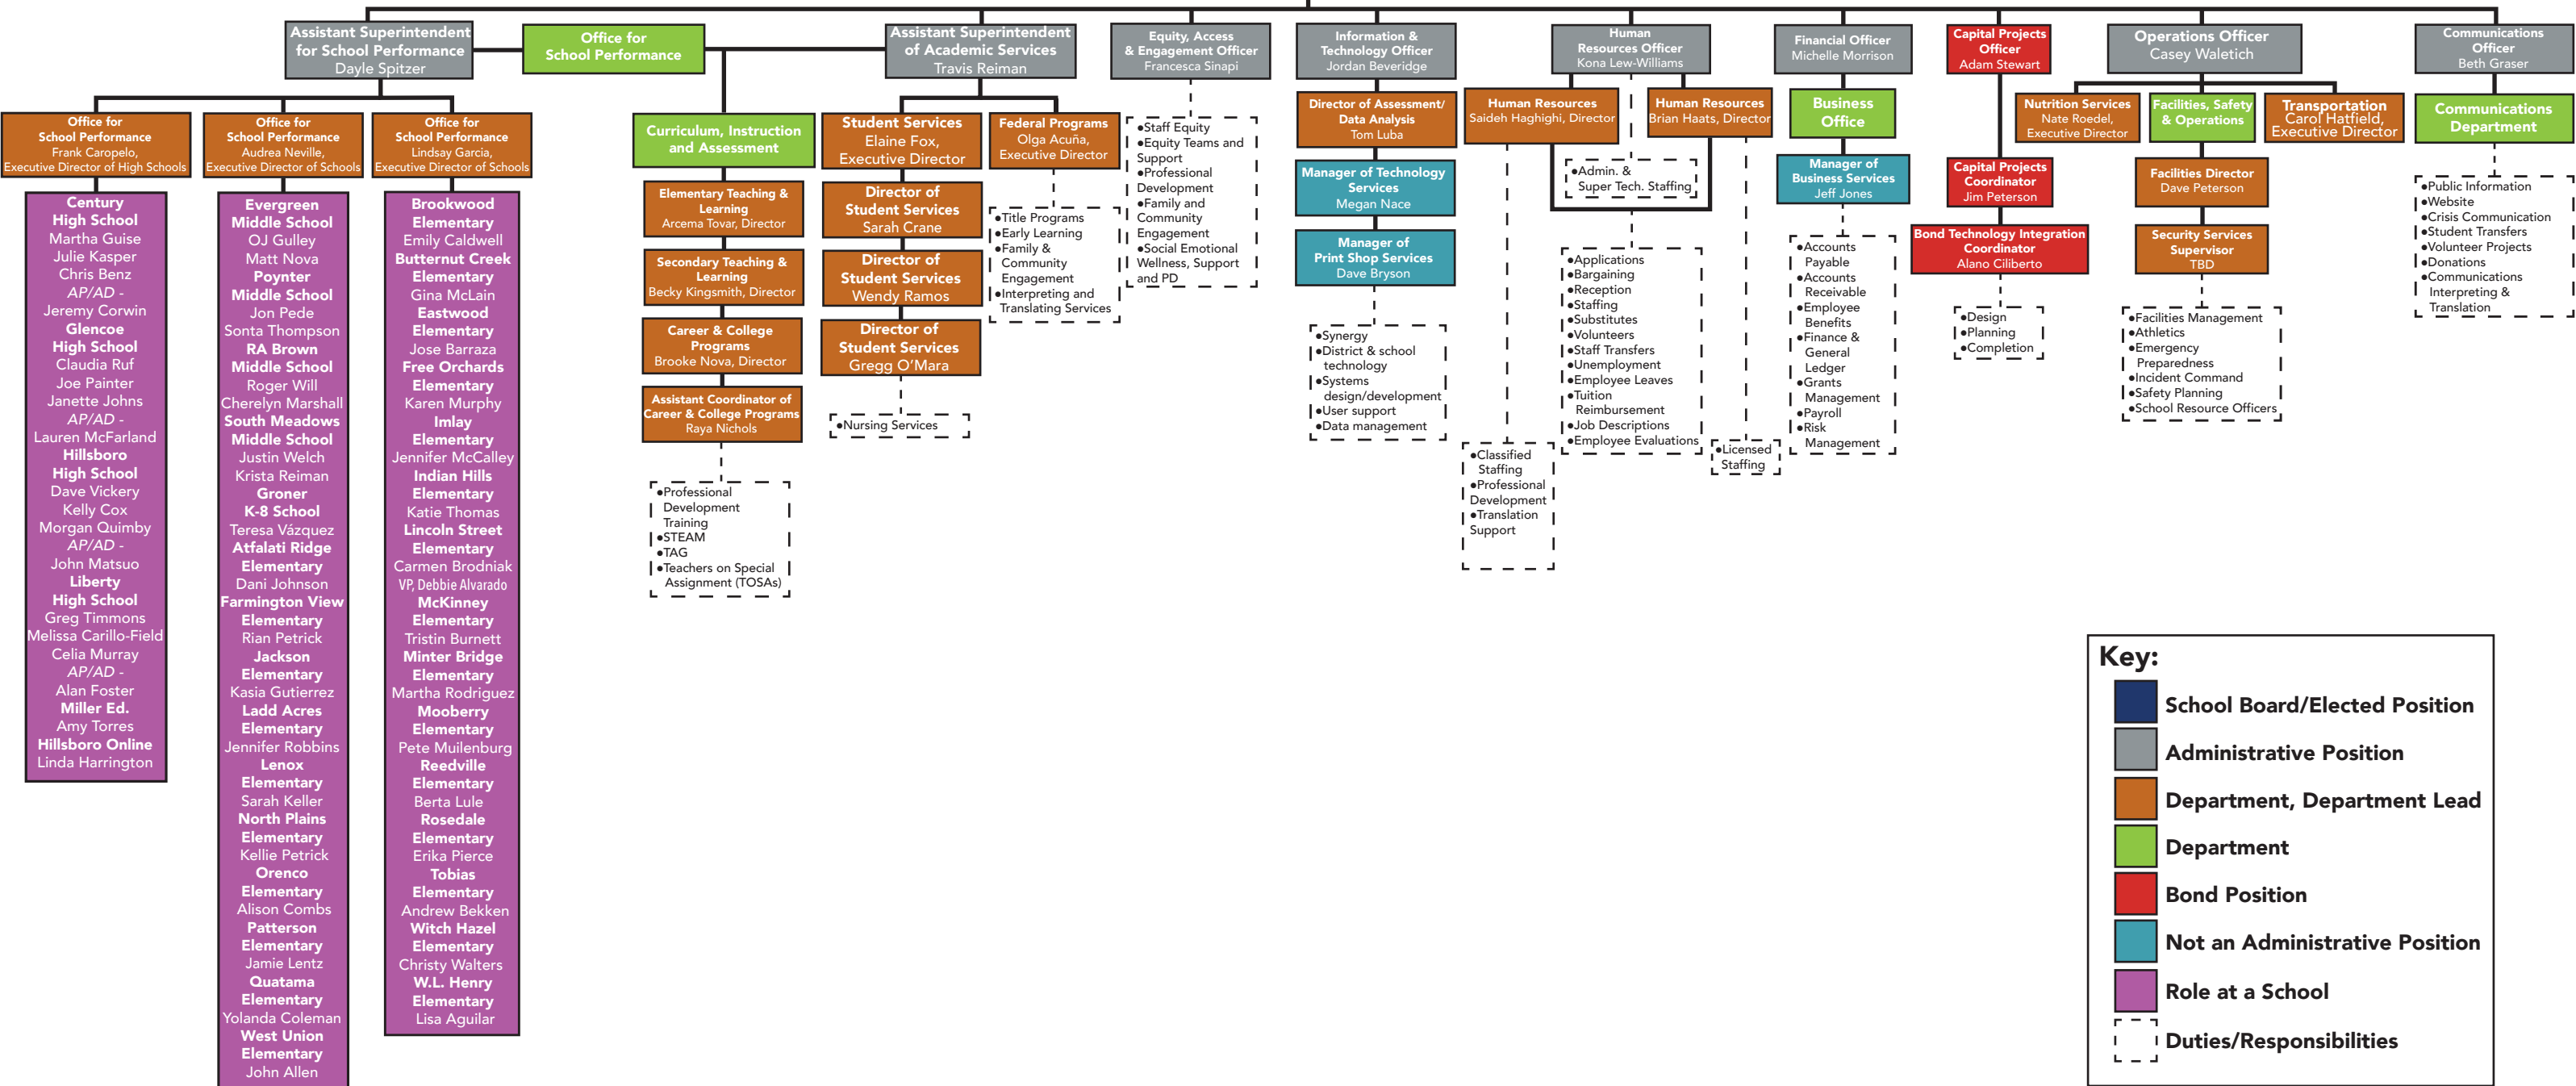 Assistant Superintendent
for School Performance
Dayle Spitzer
Office for
School Performance
Assistant Superintendent
of Academic Services
Travis Reiman
Equity, Access
& Engagement Officer
Francesca Sinapi
Information &
Technology Officer
Jordan Beveridge
Human
Resources Officer
Kona Lew-Williams
Financial Officer
Michelle Morrison
Capital Projects
Officer
Adam Stewart
Operations Officer
Casey Waletich
Communications
Officer
Beth Graser
Office for
School Performance
Frank Caropelo,
Executive Director of High Schools
Office for
School Performance
Audrea Neville,
Executive Director of Schools
Office for
School Performance
Lindsay Garcia,
Executive Director of Schools
Century
High School
Martha Guise
Julie Kasper
Chris Benz
AP/AD -
Jeremy Corwin
Glencoe
High School
Claudia Ruf
Joe Painter
Janette Johns
AP/AD -
Lauren McFarland
Hillsboro
High School
Dave Vickery
Kelly Cox
Morgan Quimby
AP/AD -
John Matsuo
Liberty
High School
Greg Timmons
Melissa Carillo-Field
Celia Murray
AP/AD -
Alan Foster
Miller Ed.
Amy Torres
Hillsboro Online
Linda Harrington
Evergreen
Middle School
OJ Gulley
Matt Nova
Poynter
Middle School
Jon Pede
Sonta Thompson
RA Brown
Middle School
Roger Will
Cherelyn Marshall
South Meadows
Middle School
Justin Welch
Krista Reiman
Groner
K-8 School
Teresa Vázquez
Atfalati Ridge
Elementary
Dani Johnson
Farmington View
Elementary
Rian Petrick
Jackson
Elementary
Kasia Gutierrez
Ladd Acres
Elementary
Jennifer Robbins
Lenox
Elementary
Sarah Keller
North Plains
Elementary
Kellie Petrick
Orenco
Elementary
Alison Combs
Patterson
Elementary
Jamie Lentz
Quatama
Elementary
Yolanda Coleman
West Union
Elementary
John Allen
Brookwood
Elementary
Emily Caldwell
Butternut Creek
Elementary
Gina McLain
Eastwood
Elementary
Jose Barraza
Free Orchards
Elementary
Karen Murphy
Imlay
Elementary
Jennifer McCalley
Indian Hills
Elementary
Katie Thomas
Lincoln Street
Elementary
Carmen Brodniak
VP, Debbie Alvarado
McKinney
Elementary
Tristin Burnett
Minter Bridge
Elementary
Martha Rodriguez
Mooberry
Elementary
Pete Muilenburg
Reedville
Elementary
Berta Lule
Rosedale
Elementary
Erika Pierce
Tobias
Elementary
Andrew Bekken
Witch Hazel
Elementary
Christy Walters
W.L. Henry
Elementary
Lisa Aguilar
Curriculum, Instruction
and Assessment
Elementary Teaching &
Learning
Arcema Tovar, Director
Secondary Teaching &
Learning
Becky Kingsmith, Director
Career & College
Programs
Brooke Nova, Director
Assistant Coordinator of
Career & College Programs
Raya Nichols
●Professional
Development
Training
●STEAM
●TAG
●Teachers on Special
Assignment (TOSAs)
Student Services
Elaine Fox,
Executive Director
Director of
Student Services
Sarah Crane
Director of
Student Services
Wendy Ramos
Director of
Student Services
Gregg O’Mara
●Nursing Services
Federal Programs
Olga Acuña,
Executive Director
●Title Programs
●Early Learning
●Family &
Community
Engagement
●Interpreting and
Translating Services
●Staff Equity
●Equity Teams and
Support
●Professional
Development
●Family and
Community
Engagement
●Social Emotional
Wellness, Support
and PD
Director of Assessment/
Data Analysis
Tom Luba
Manager of Technology
Services
Megan Nace
Manager of
Print Shop Services
Dave Bryson
●Synergy
●District & school
technology
●Systems
design/development
●User support
●Data management
Human Resources
Saideh Haghighi, Director
Human Resources
Brian Haats, Director
●Admin. &
Super Tech. Staffing
●Classified
Staffing
●Professional
Development
●Translation
Support
●Applications
●Bargaining
●Reception
●Staffing
●Substitutes
●Volunteers
●Staff Transfers
●Unemployment
●Employee Leaves
●Tuition
Reimbursement
●Job Descriptions
●Employee Evaluations
●Licensed
Staffing
Business
Office
Manager of
Business Services
Jeff Jones
●Accounts
Payable
●Accounts
Receivable
●Employee
Benefits
●Finance &
General
Ledger
●Grants
Management
●Payroll
●Risk
Management
Capital Projects
Coordinator
Jim Peterson
Bond Technology Integration
Coordinator
Alano Ciliberto
●Design
●Planning
●Completion
Nutrition Services
Nate Roedel,
Executive Director
Facilities, Safety
& Operations
Transportation
Carol Hatfield,
Executive Director
Facilities Director
Dave Peterson
Security Services
Supervisor
TBD
●Facilities Management
●Athletics
●Emergency
Preparedness
●Incident Command
●Safety Planning
●School Resource Officers
Communications
Department
●Public Information
●Website
●Crisis Communication
●Student Transfers
●Volunteer Projects
●Donations
●Communications
Interpreting &
Translation
Key:
School Board/Elected Position
Administrative Position
Department, Department Lead
Department
Bond Position
Not an Administrative Position
Role at a School
Duties/Responsibilities